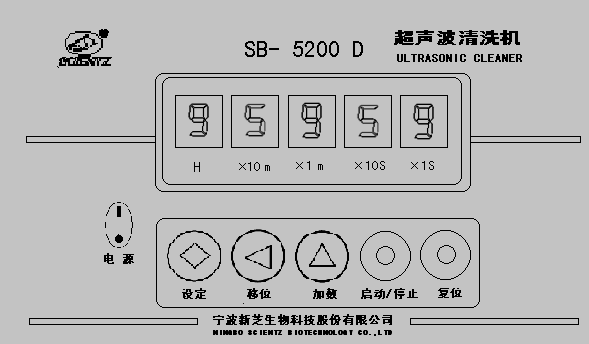 SCIENTZ
SB- 5200 D
超声波清洗机
ULTRASONIC CLEANER
9 5 9 5 9
H ×10m ×1m ×10S ×1S
电源
设定 移位 加数 启动/停止 复位
宁波新芝生物科技股份有限公司
NINGBO SCIENTZ BIOTECHNOLOGY CO.,LTD